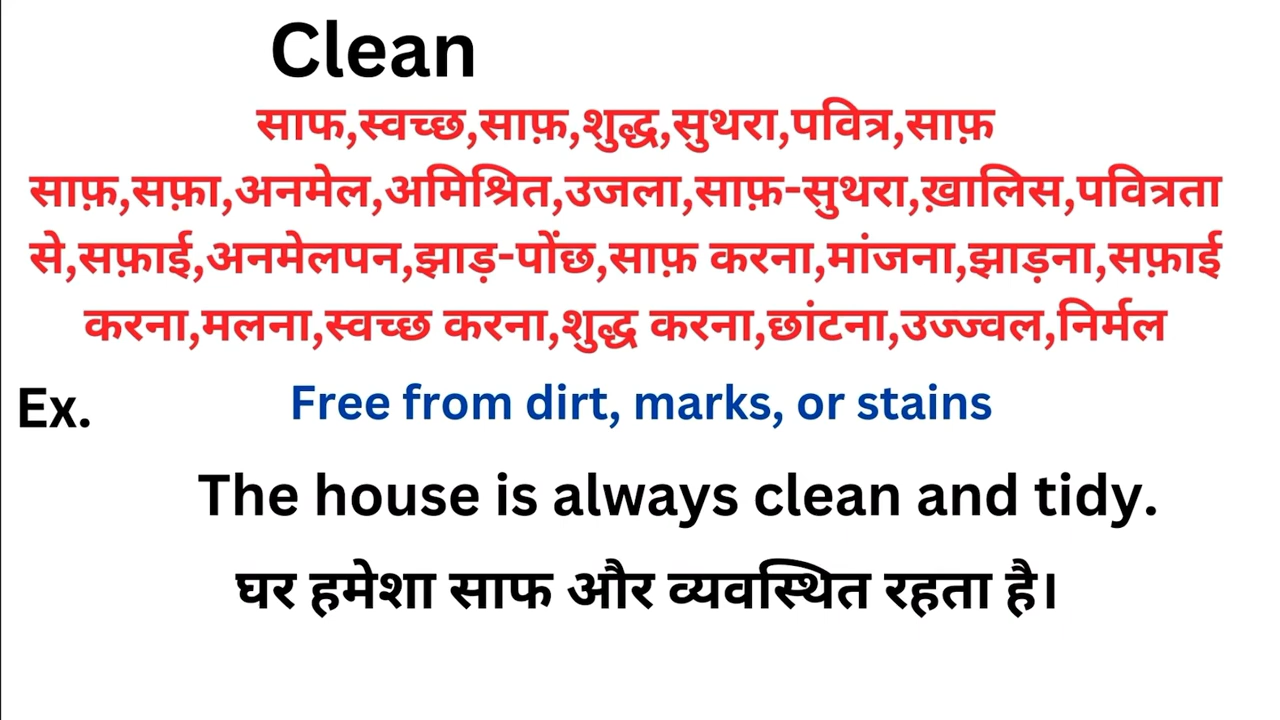 Clean
साफ,स्वच्छ,साफ़,शुद्ध,सुथरा,पवित्र,साफ़
साफ़,सफ़ा,अनमेल,अमिश्रित,उजला,साफ़-सुथरा,ख़ालिस,पवित्रता
से,सफ़ाई,अनमेलपन,झाड़-पोंछ,साफ़ करना,मांजना,झाड़ना,सफ़ाई
करना,मलना,स्वच्छ करना,शुद्ध करना,छांटना,उज्ज्वल,निर्मल
Ex. Free from dirt, marks, or stains
The house is always clean and tidy.
घर हमेशा साफ और व्यवस्थित रहता है।